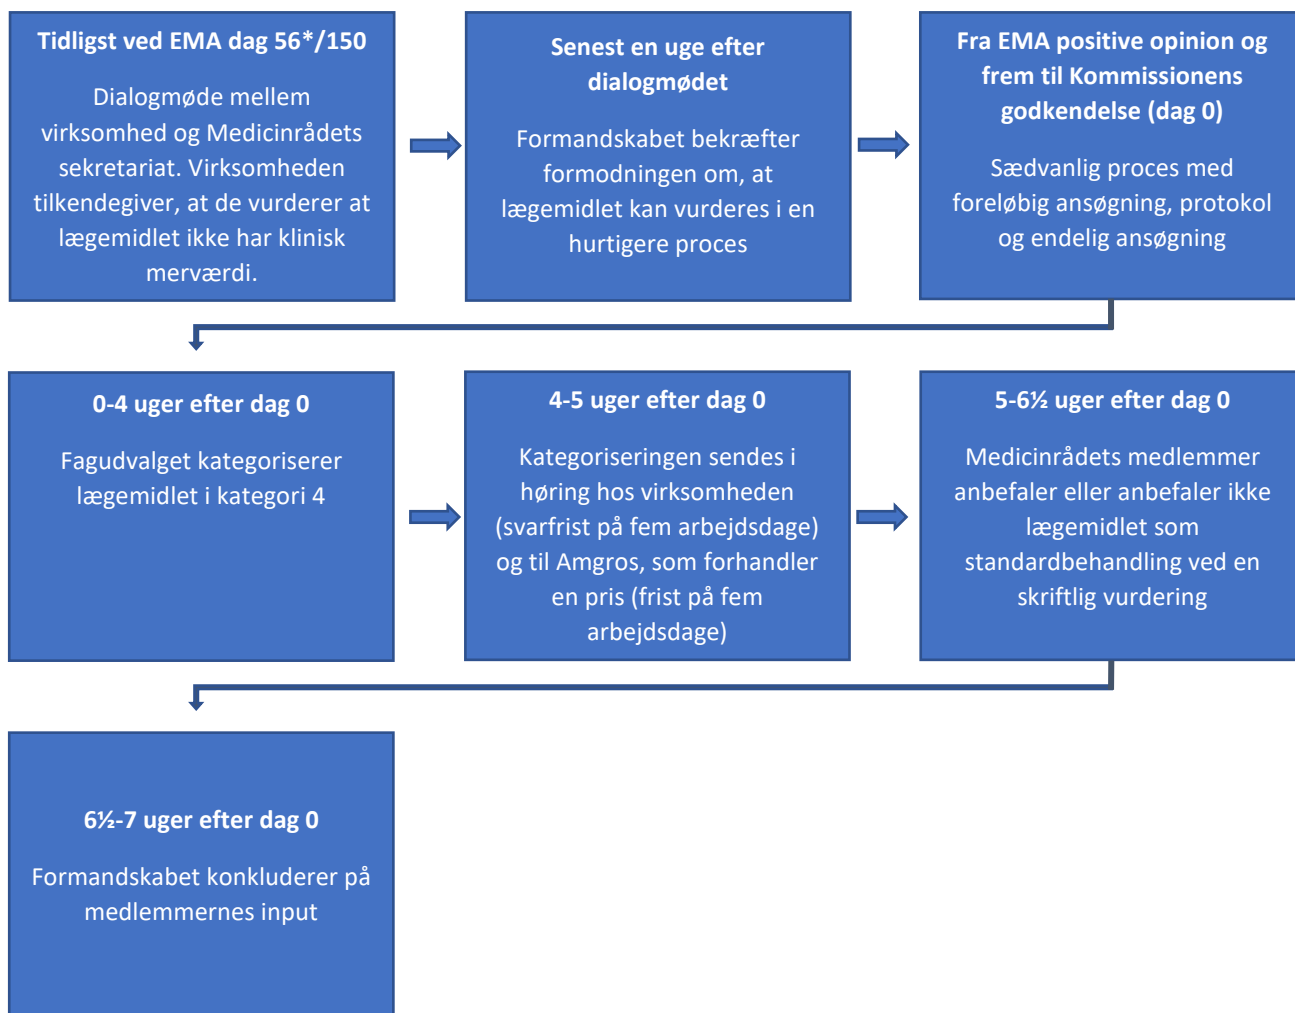 Tidligst ved EMA dag 56*/150
Dialogmøde mellem
virksomhed og Medicinrådets
sekretariat. Virksomheden
tilkendegiver, at de vurderer at
lægemidlet ikke har klinisk
merværdi.
Senest en uge efter
dialogmødet
Formandskabet bekræfter
formodningen om, at
lægemidlet kan vurderes i en
hurtigere proces
Fra EMA positive opinion og
frem til Kommissionens
godkendelse (dag 0)
Sædvanlig proces med
foreløbig ansøgning, protokol
og endelig ansøgning
0-4 uger efter dag 0
Fagudvalget kategoriserer
lægemidlet i kategori 4
4-5 uger efter dag 0
Kategoriseringen sendes i
høring hos virksomheden
(svarfrist på fem arbejdsdage)
og til Amgros, som forhandler
en pris (frist på fem
arbejdsdage)
5-6½ uger efter dag 0
Medicinrådets medlemmer
anbefaler eller anbefaler ikke
lægemidlet som
standardbehandling ved en
skriftlig vurdering
6½-7 uger efter dag 0
Formandskabet konkluderer på
medlemmernes input